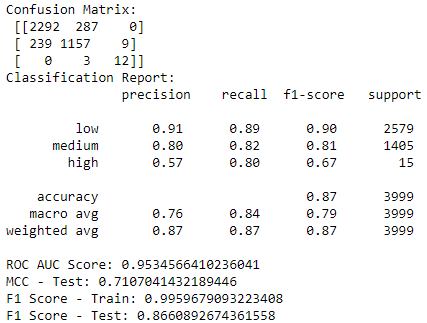 Confusion Matrix:
[[2292 287 0]
[ 239 1157 9]
[ 0 3 12]]
Classification Report:
precision recall f1-score support
low 0.91 0.89 0.90 2579
medium 0.80 0.82 0.81 1405
high 0.57 0.80 0.67 15
accuracy 0.87 3999
macro avg 0.76 0.84 0.79 3999
weighted avg 0.87 0.87 0.87 3999
ROC AUC Score: 0.9534566410236041
MCC - Test: 0.7107041432189446
F1 Score - Train: 0.9959679093223408
F1 Score - Test: 0.8660892674361558